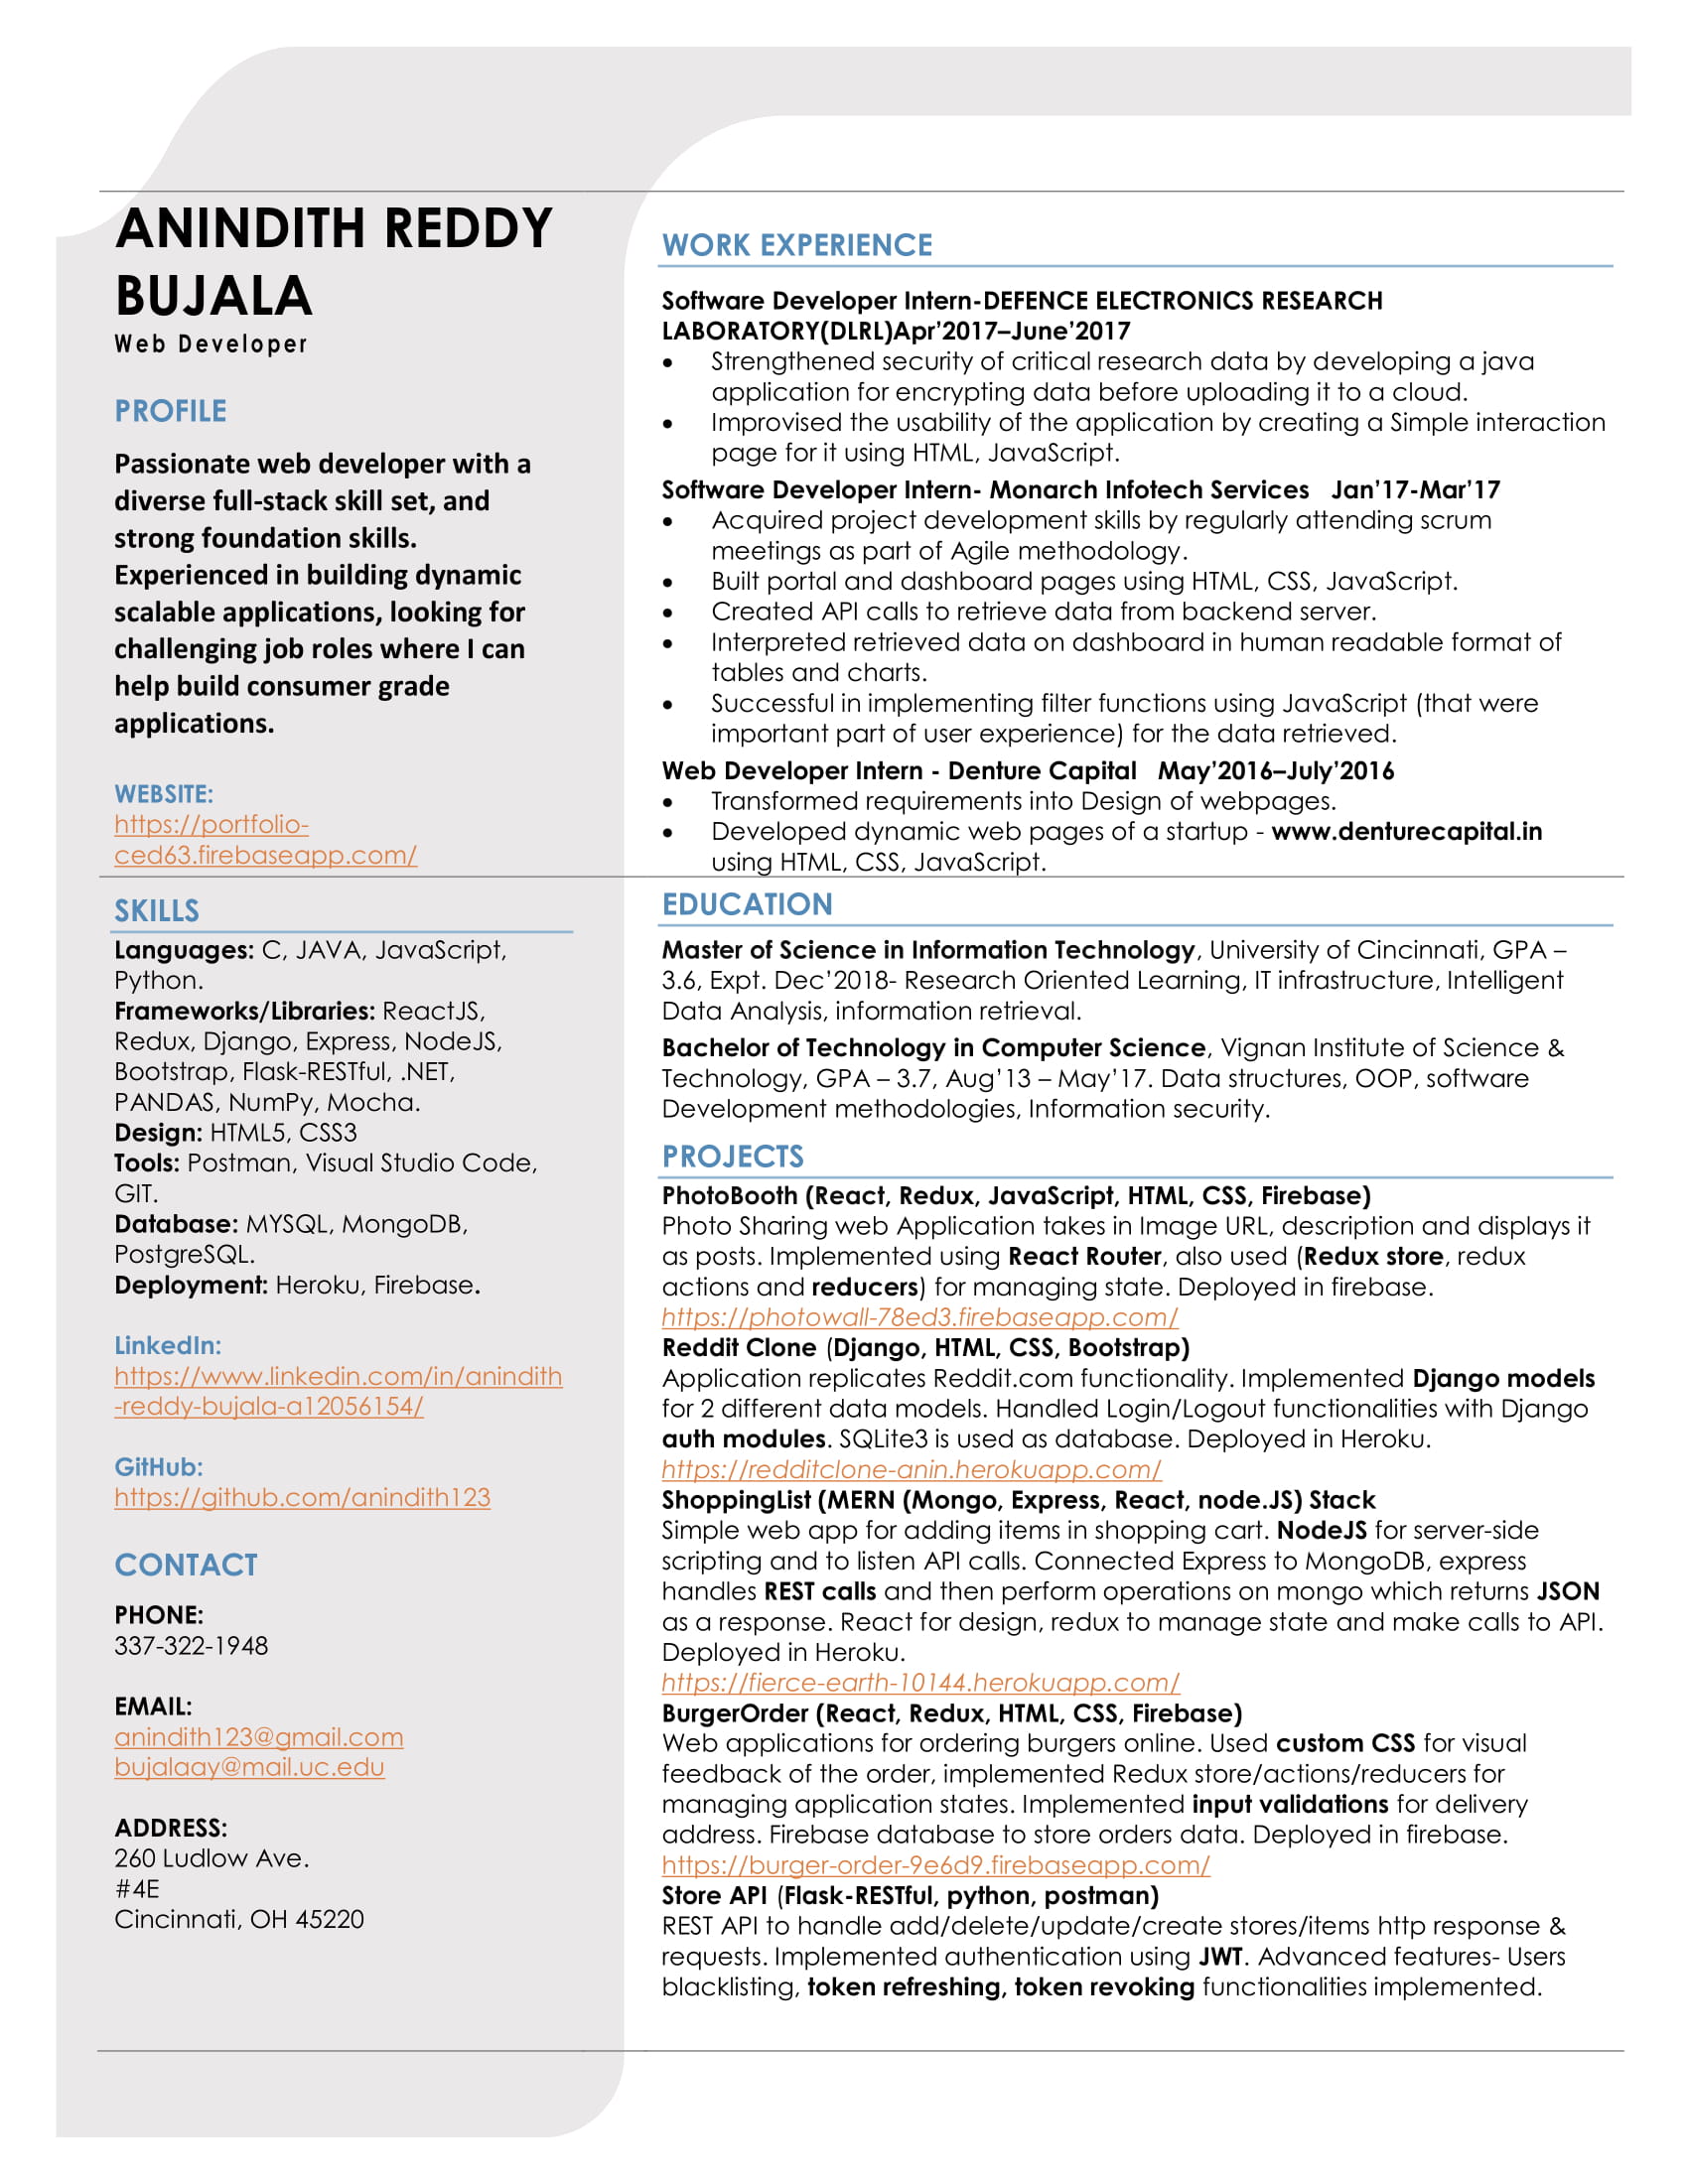 ANINDITH REDDY
BUJALA
Web Developer
PROFILE
Passionate web developer with a
diverse full-stack skill set, and
strong foundation skills.
Experienced in building dynamic
scalable applications, looking for
challenging job roles where I can
help build consumer grade
applications.
WEBSITE:
https://portfolio-
ced63.firebaseapp.com/
WORK EXPERIENCE
Software Developer Intern-DEFENCE ELECTRONICS RESEARCH
LABORATORY(DLRL)Apr’2017–June’2017
• Strengthened security of critical research data by developing a java
application for encrypting data before uploading it to a cloud.
• Improvised the usability of the application by creating a Simple interaction
page for it using HTML, JavaScript.
Software Developer Intern- Monarch Infotech Services Jan’17-Mar’17
• Acquired project development skills by regularly attending scrum
meetings as part of Agile methodology.
• Built portal and dashboard pages using HTML, CSS, JavaScript.
• Created API calls to retrieve data from backend server.
• Interpreted retrieved data on dashboard in human readable format of
tables and charts.
• Successful in implementing filter functions using JavaScript (that were
important part of user experience) for the data retrieved.
Web Developer Intern - Denture Capital May’2016–July’2016
• Transformed requirements into Design of webpages.
• Developed dynamic web pages of a startup - www.denturecapital.in
using HTML, CSS, JavaScript.
SKILLS
Languages: C, JAVA, JavaScript,
Python.
Frameworks/Libraries: ReactJS,
Redux, Django, Express, NodeJS,
Bootstrap, Flask-RESTful, .NET,
PANDAS, NumPy, Mocha.
Design: HTML5, CSS3
Tools: Postman, Visual Studio Code,
GIT.
Database: MYSQL, MongoDB,
PostgreSQL.
Deployment: Heroku, Firebase.
LinkedIn:
https://www.linkedin.com/in/anindith
-reddy-bujala-a12056154/
GitHub:
https://github.com/anindith123
CONTACT
PHONE:
337-322-1948
EMAIL:
anindith123@gmail.com
bujalaay@mail.uc.edu
ADDRESS:
260 Ludlow Ave.
#4E
Cincinnati, OH 45220
EDUCATION
Master of Science in Information Technology, University of Cincinnati, GPA –
3.6, Expt. Dec’2018- Research Oriented Learning, IT infrastructure, Intelligent
Data Analysis, information retrieval.
Bachelor of Technology in Computer Science, Vignan Institute of Science &
Technology, GPA – 3.7, Aug’13 – May’17. Data structures, OOP, software
Development methodologies, Information security.
PROJECTS
PhotoBooth (React, Redux, JavaScript, HTML, CSS, Firebase)
Photo Sharing web Application takes in Image URL, description and displays it
as posts. Implemented using React Router, also used (Redux store, redux
actions and reducers) for managing state. Deployed in firebase.
https://photowall-78ed3.firebaseapp.com/
Reddit Clone (Django, HTML, CSS, Bootstrap)
Application replicates Reddit.com functionality. Implemented Django models
for 2 different data models. Handled Login/Logout functionalities with Django
auth modules. SQLite3 is used as database. Deployed in Heroku.
https://redditclone-anin.herokuapp.com/
ShoppingList (MERN (Mongo, Express, React, node.JS) Stack
Simple web app for adding items in shopping cart. NodeJS for server-side
scripting and to listen API calls. Connected Express to MongoDB, express
handles REST calls and then perform operations on mongo which returns JSON
as a response. React for design, redux to manage state and make calls to API.
Deployed in Heroku.
https://fierce-earth-10144.herokuapp.com/
BurgerOrder (React, Redux, HTML, CSS, Firebase)
Web applications for ordering burgers online. Used custom CSS for visual
feedback of the order, implemented Redux store/actions/reducers for
managing application states. Implemented input validations for delivery
address. Firebase database to store orders data. Deployed in firebase.
https://burger-order-9e6d9.firebaseapp.com/
Store API (Flask-RESTful, python, postman)
REST API to handle add/delete/update/create stores/items http response &
requests. Implemented authentication using JWT. Advanced features- Users
blacklisting, token refreshing, token revoking functionalities implemented.